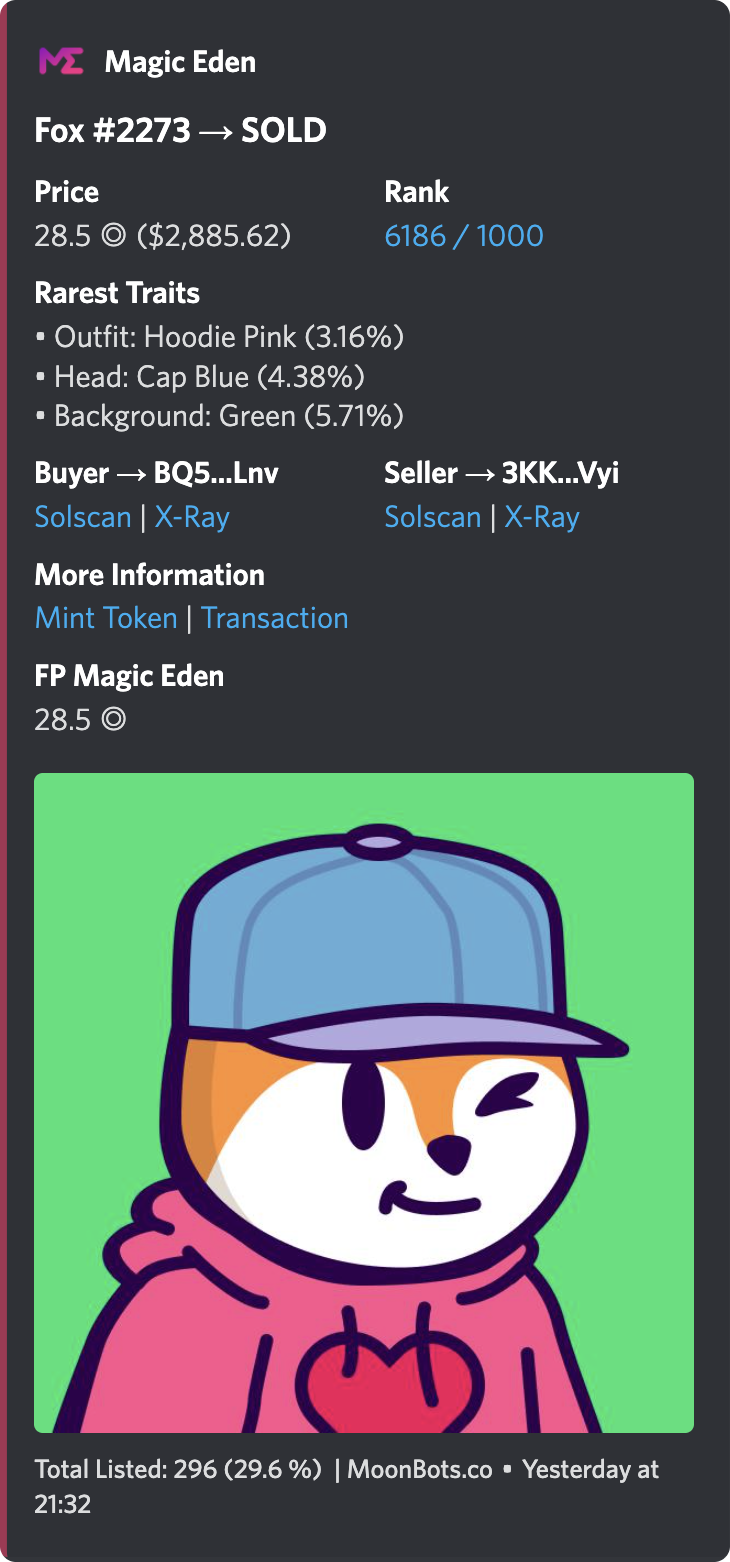 ME Magic Eden
Fox #2273 → SOLD
Price Rank
28.5 ◎ ($2,885.62) 6186 / 1000
Rarest Traits
• Outfit: Hoodie Pink (3.16%)
• Head: Cap Blue (4.38%)
• Background: Green (5.71%)
Buyer → BQ5...Lnv Seller → 3KK...Vyi
Solscan | X-Ray Solscan | X-Ray
More Information
Mint Token | Transaction
FP Magic Eden
28.5 ◎
Total Listed: 296 (29.6 %) | MoonBots.co • Yesterday at
21:32